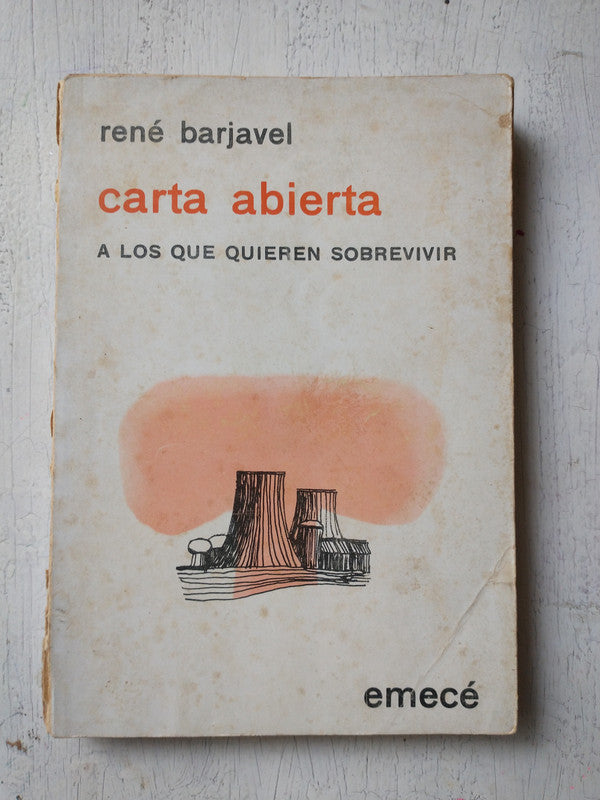 rené barjavel
carta abierta
A LOS QUE QUIEREN SOBREVIVIR
emecé